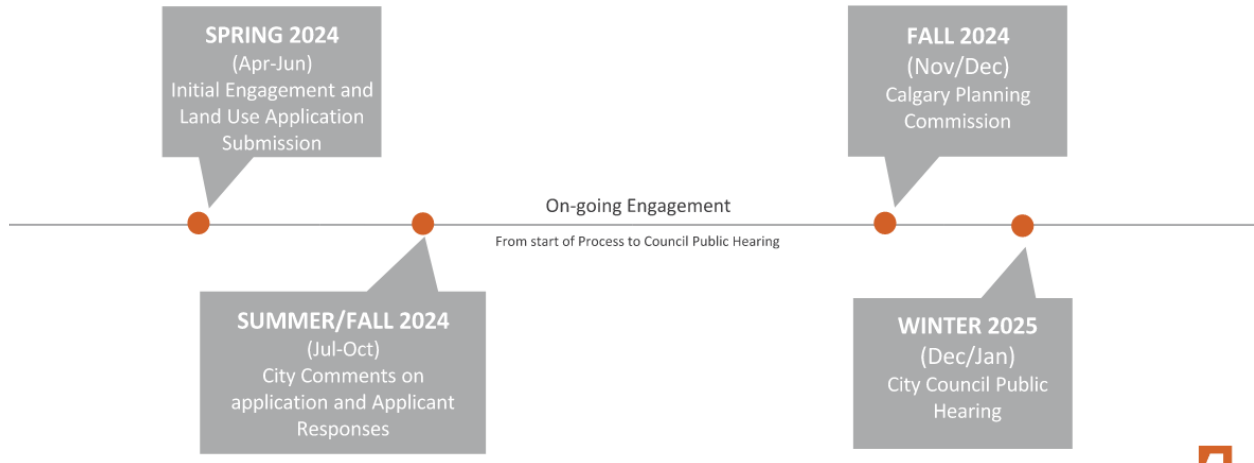 SPRING 2024
(Apr-Jun)
Initial Engagement and
Land Use Application
Submission
FALL 2024
(Nov/Dec)
Calgary Planning
Commission
On-going Engagement
From start of Process to Council Public Hearing
SUMMER/FALL 2024
(Jul-Oct)
City Comments on
application and Applicant
Responses
WINTER 2025
(Dec/Jan)
City Council Public
Hearing